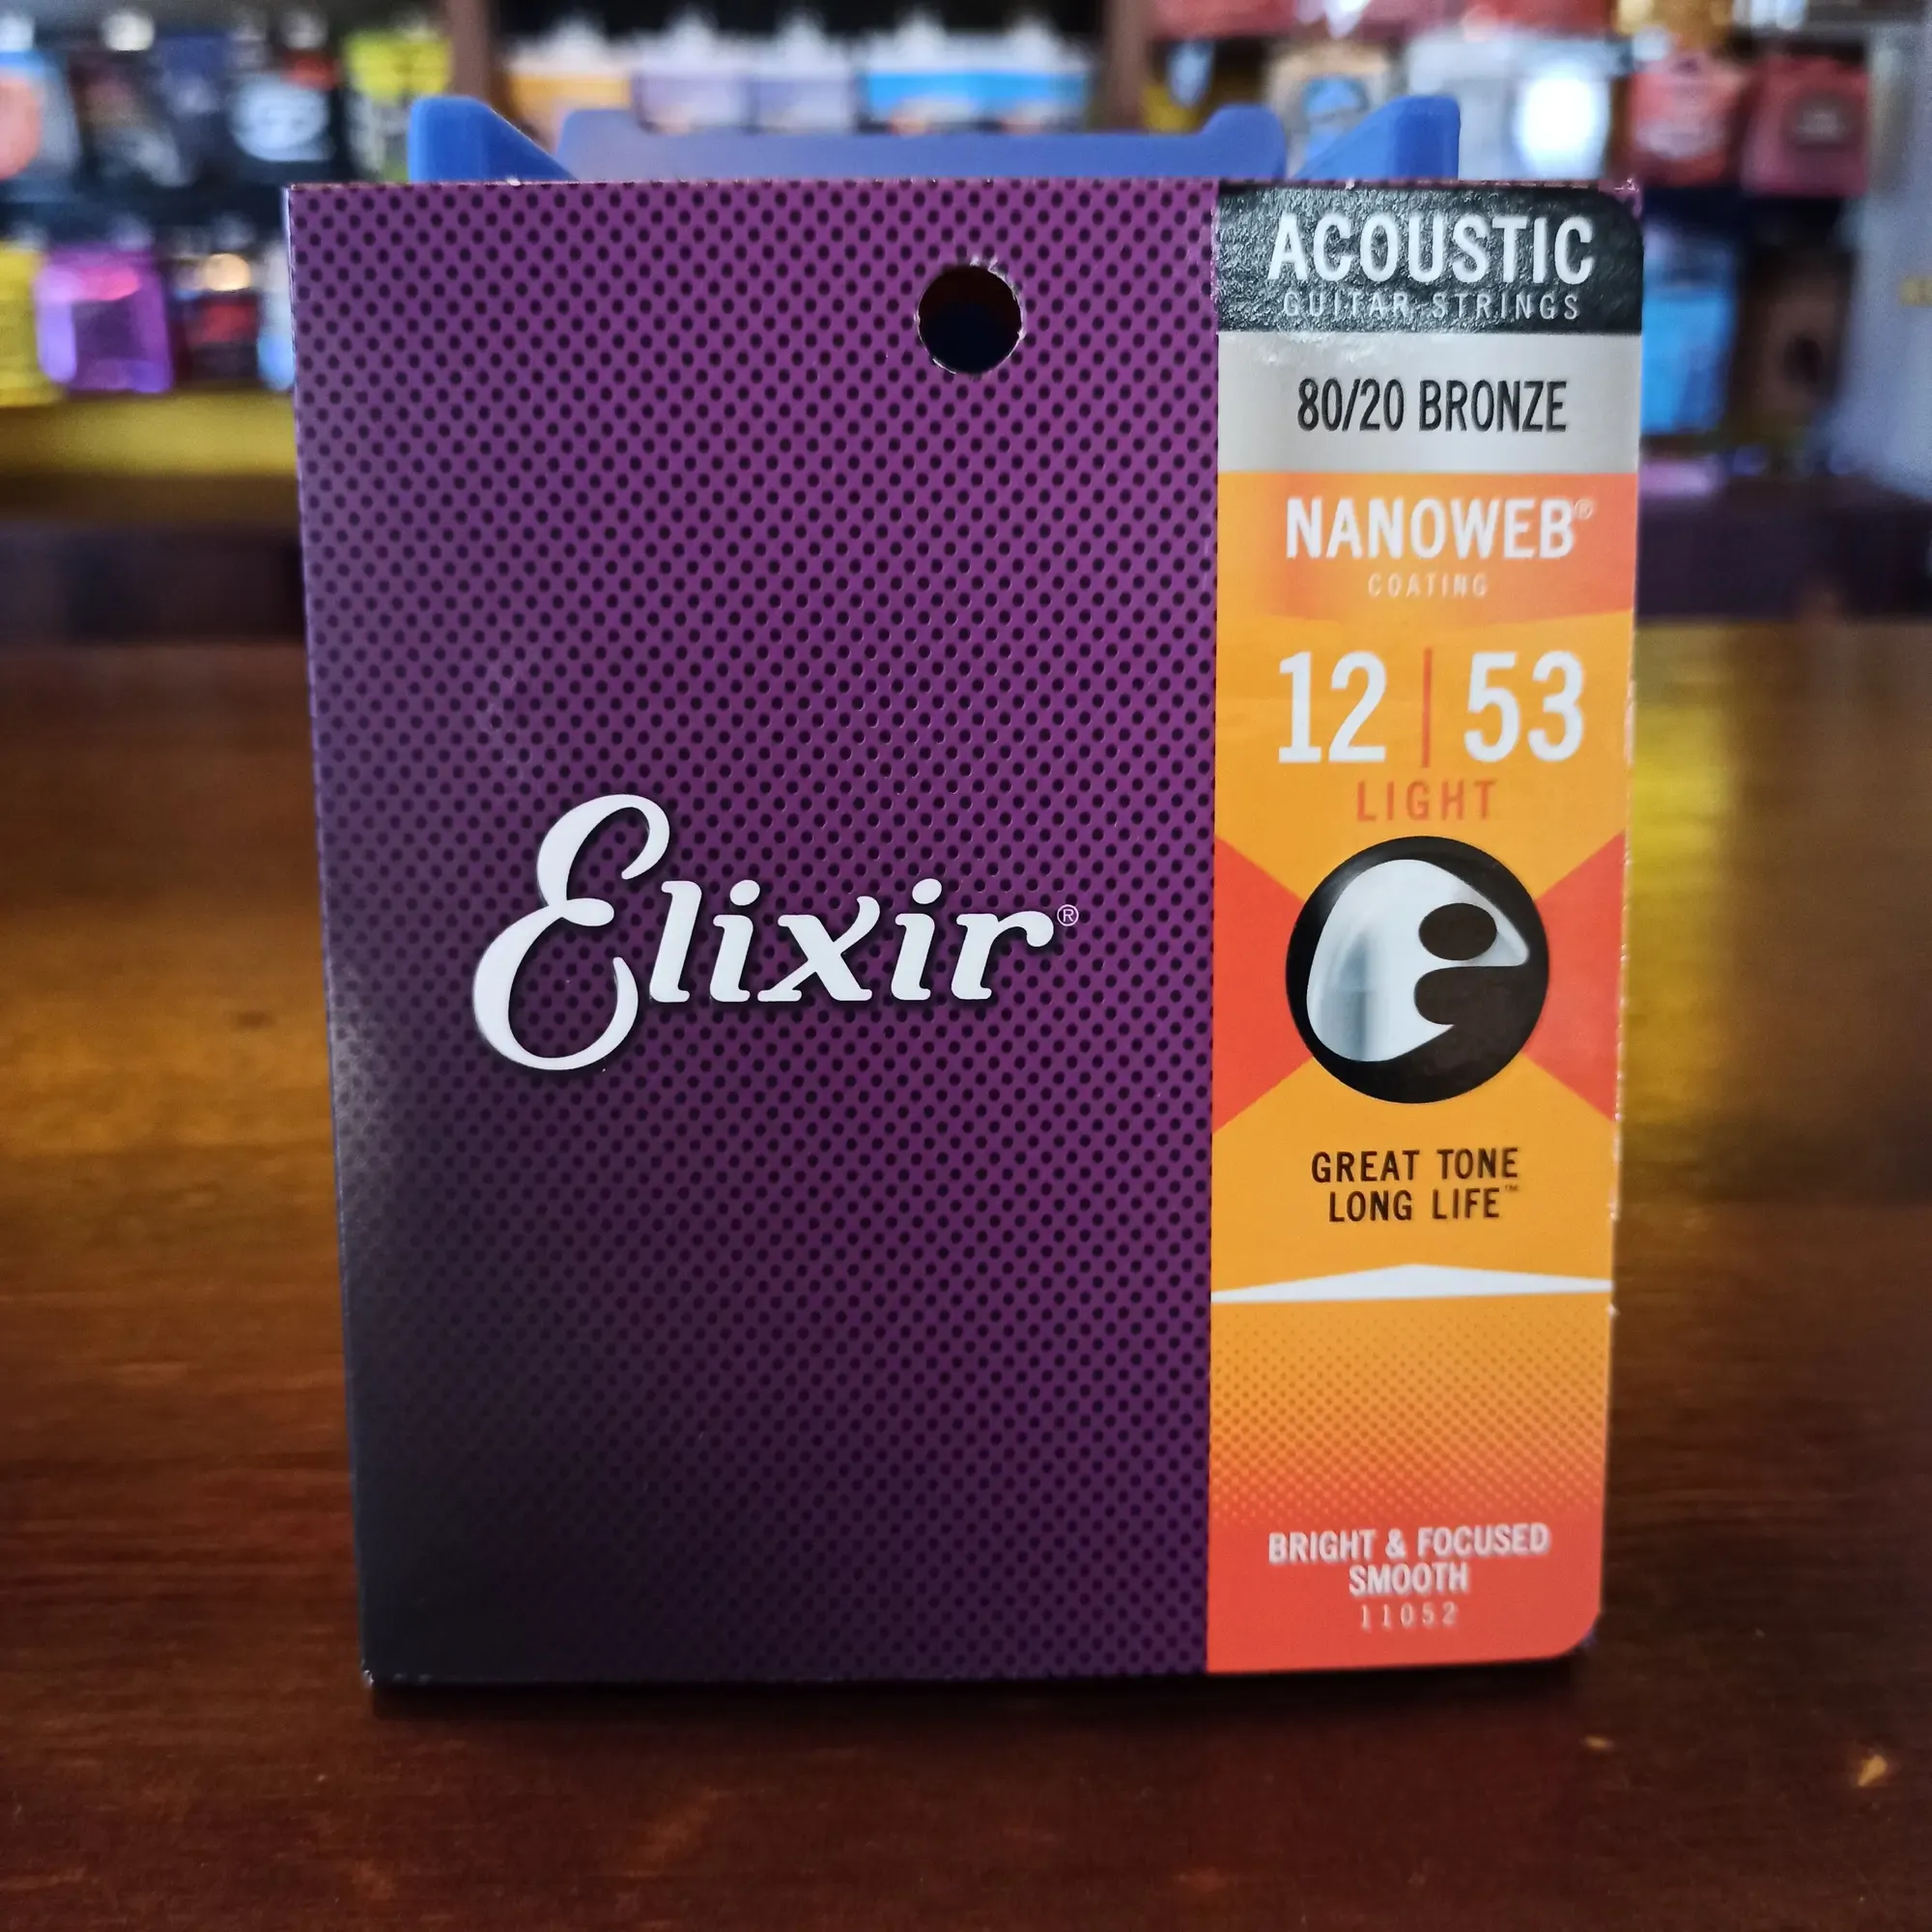 Elixir®
ACOUSTIC
GUITAR STRINGS
80/20 BRONZE
NANOWEB®
COATING
12 | 53
LIGHT
GREAT TONE
LONG LIFE™
BRIGHT & FOCUSED
SMOOTH
11052